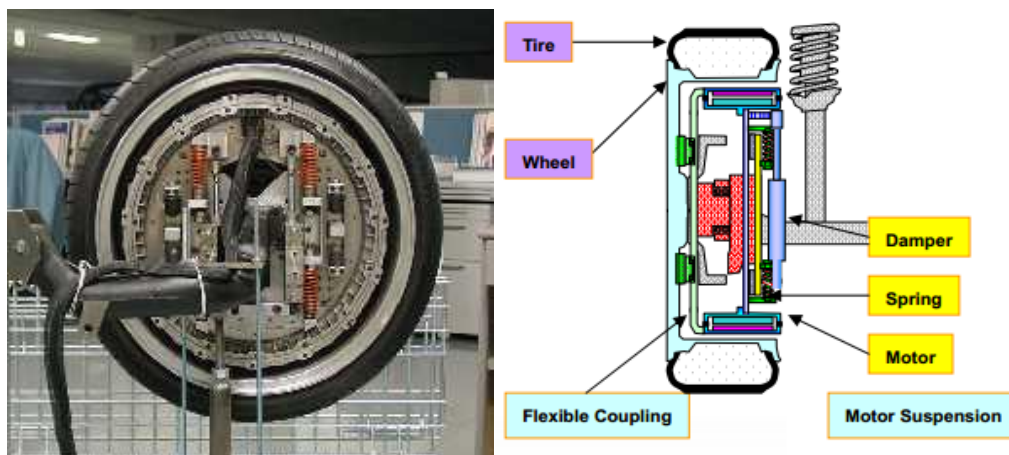 Tire
Wheel
Damper
Spring
Motor
Flexible Coupling
Motor Suspension